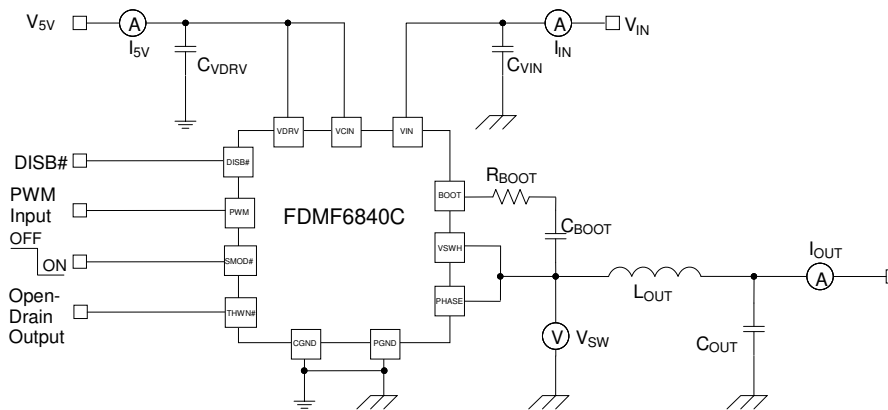 V5V
A
I5V
CVDRV
CVIN
A
IIN
VIN
VDRV
VCIN
VIN
DISB#
DISB#
PWM
Input
PWM
OFF
ON
SMOD#
Open-
Drain
Output
THWN#
FDMF6840C
BOOT
RBOOT
CBOOT
VSWH
PHASE
CGND
PGND
V
VSW
LOUT
IOUT
A
COUT